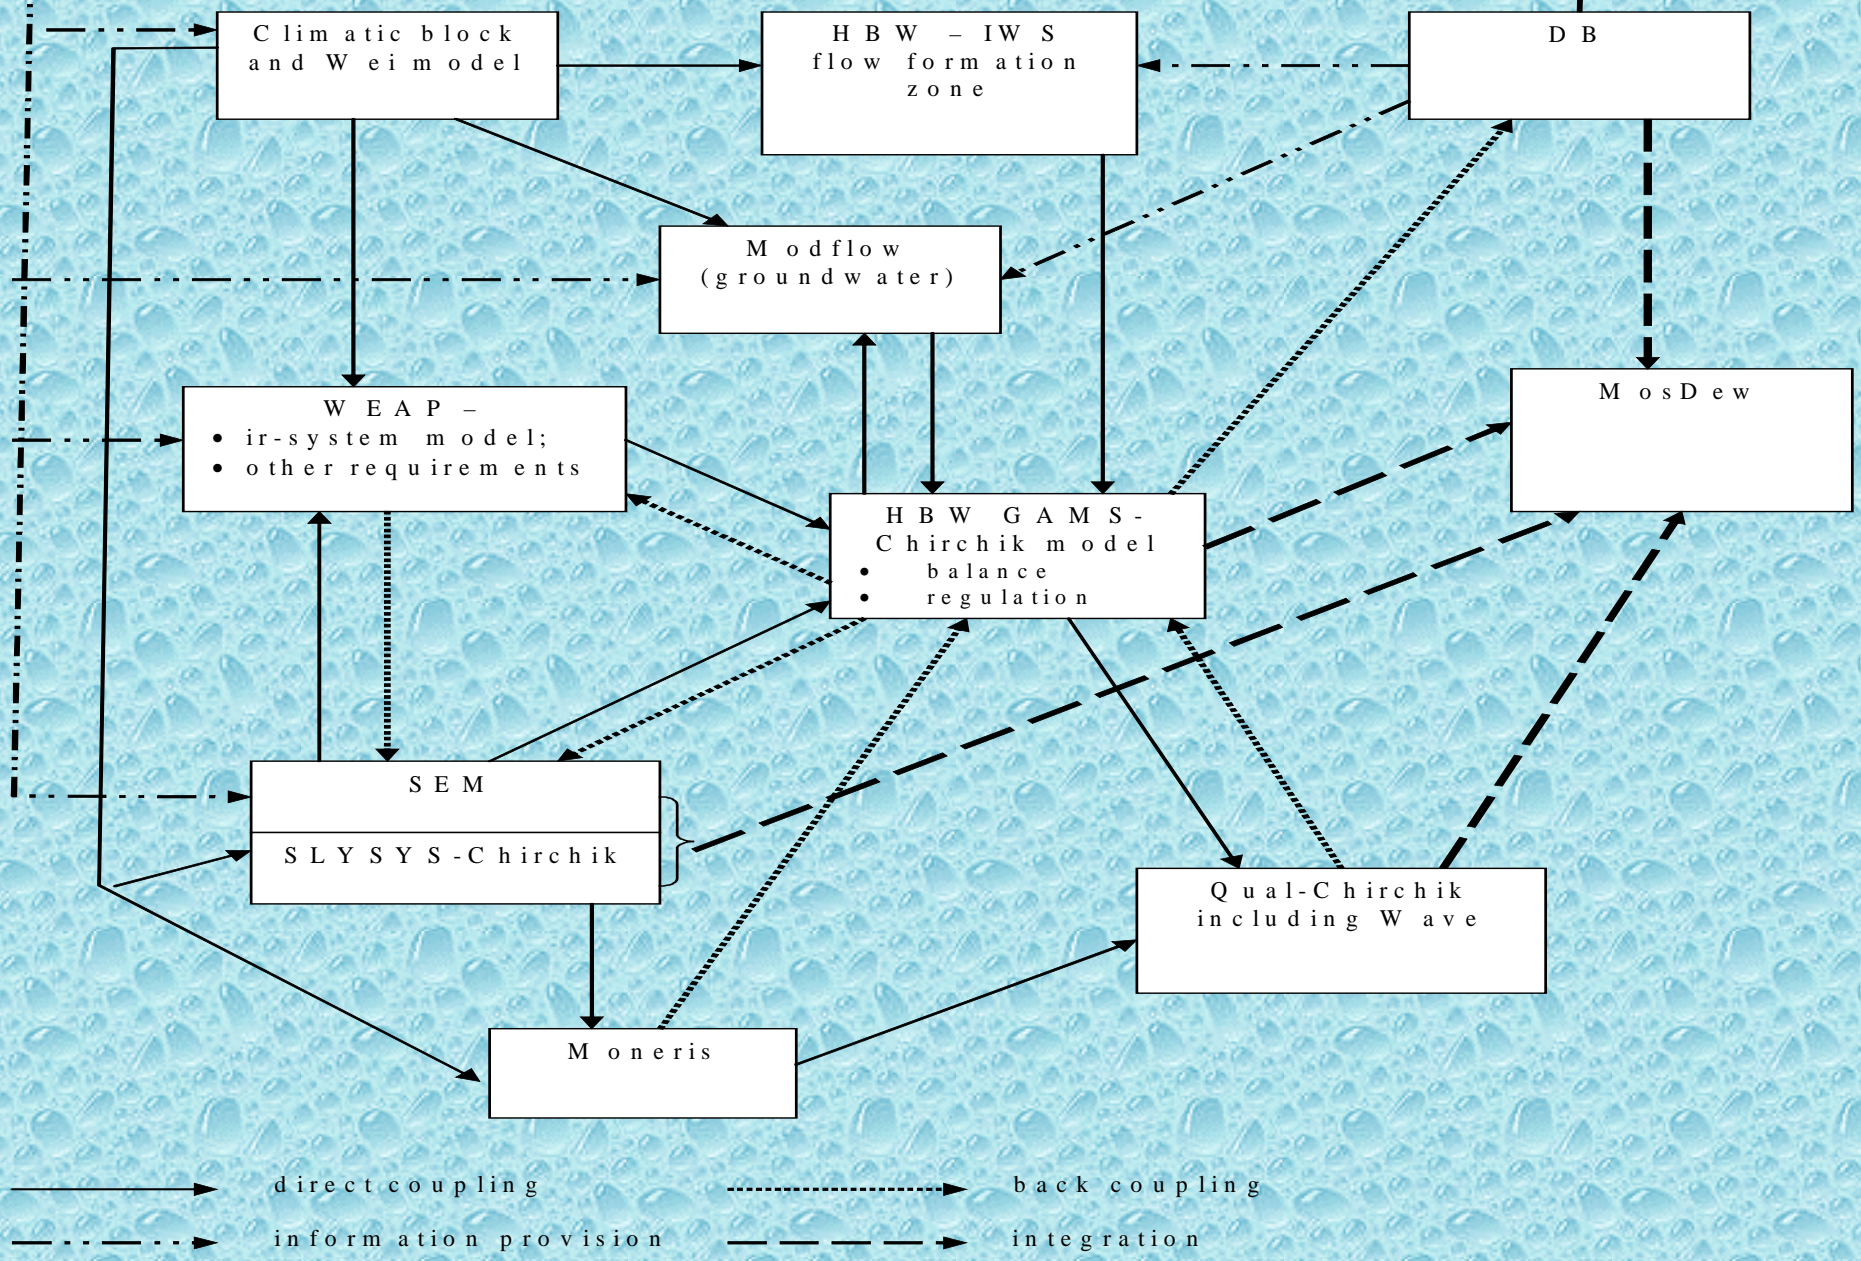 Climatic block
and Wei model
HBW – IWS
flow formation
zone
DB
Modflow
(groundwater)
WEAP –
• ir-system model;
• other requirements
MosDew
HBW GAMS-
Chirchik model
• balance
• regulation
SEM
SLYSYS-Chirchik
Qual-Chirchik
including Wave
Moneris
direct coupling
back coupling
information provision
integration